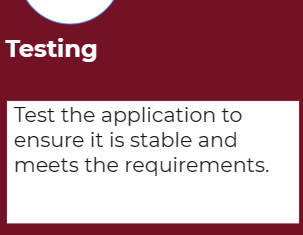 Testing
Test the application to
ensure it is stable and
meets the requirements.